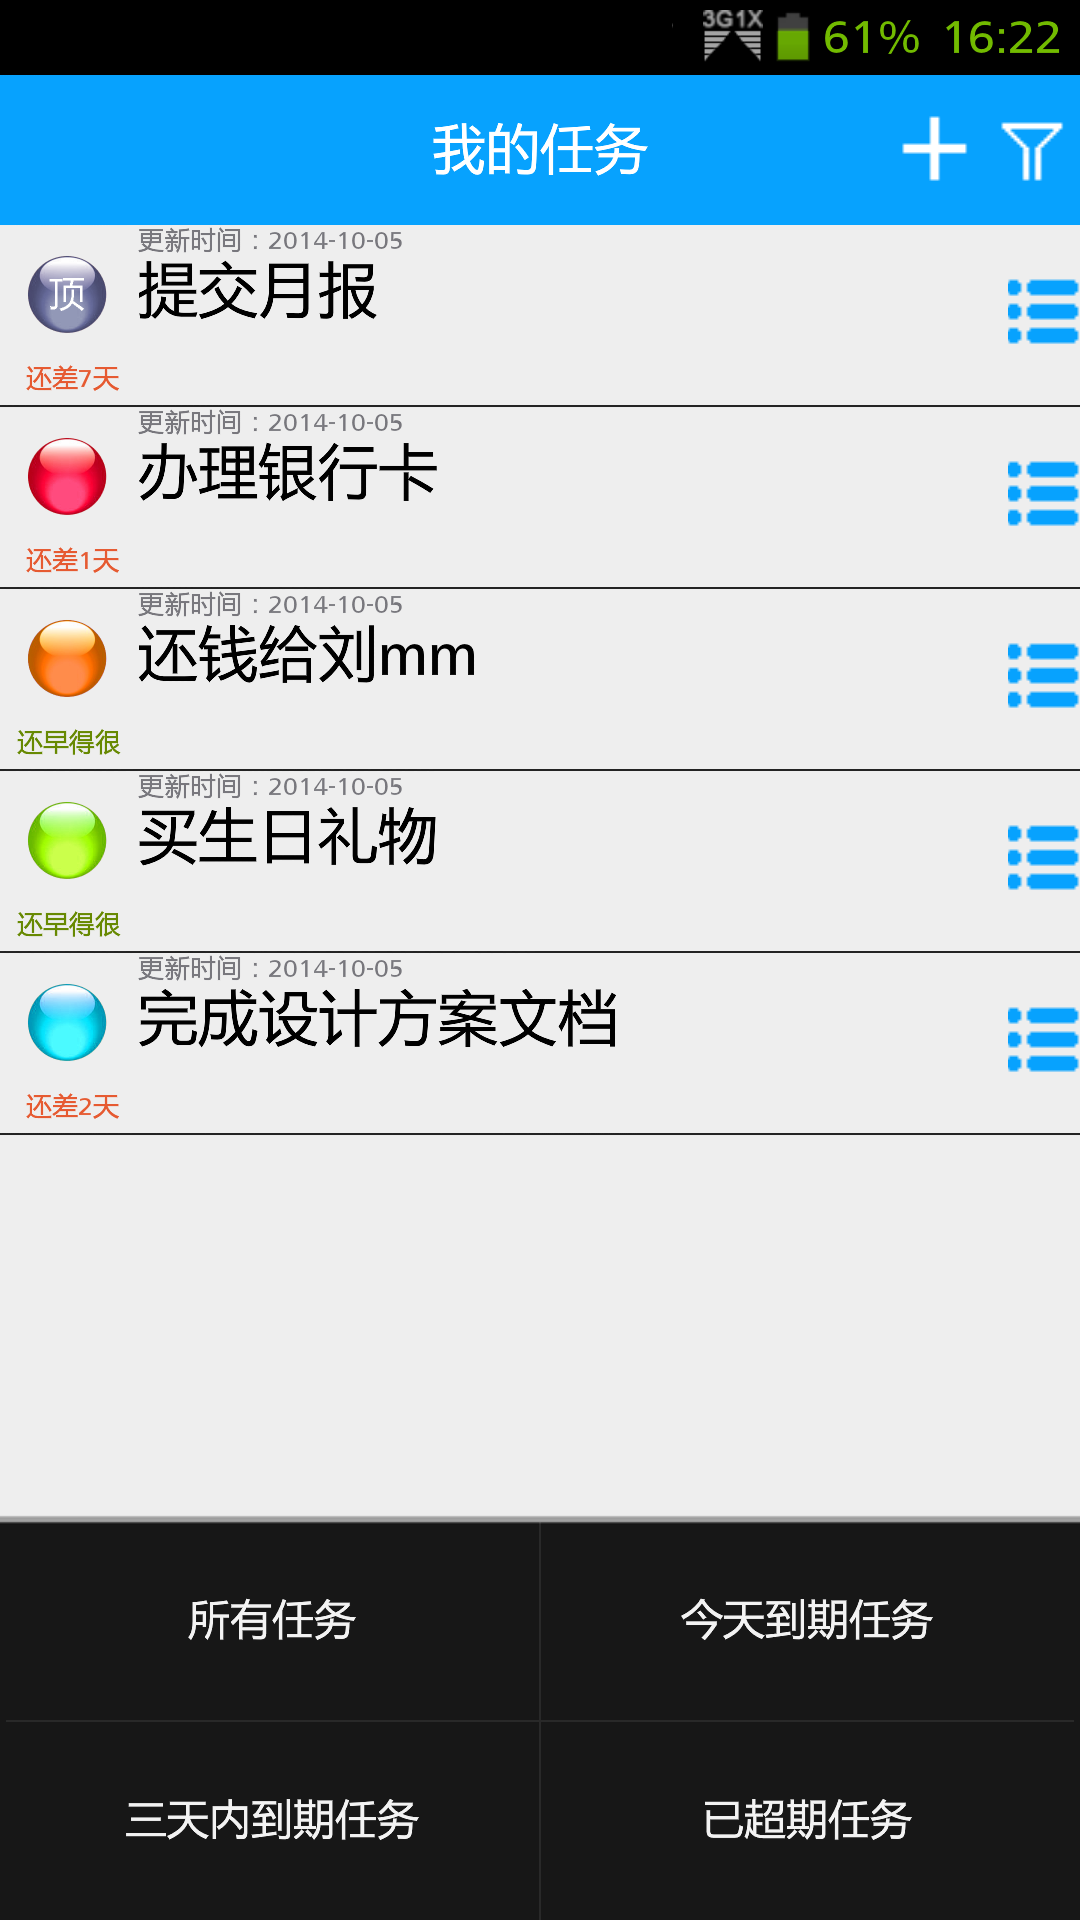 3G1X 61% 16:22
我的任务
更新时间：2014-10-05
顶 提交月报
还差7天
更新时间：2014-10-05
办理银行卡
还差1天
更新时间：2014-10-05
还钱给刘mm
还早得很
更新时间：2014-10-05
买生日礼物
还早得很
更新时间：2014-10-05
完成设计方案文档
还差2天
所有任务 今天到期任务
三天内到期任务 已超期任务